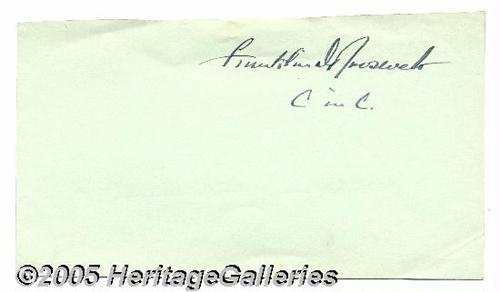 Franklin D Roosevelt
C in C.
©2005-HeritageGalleries